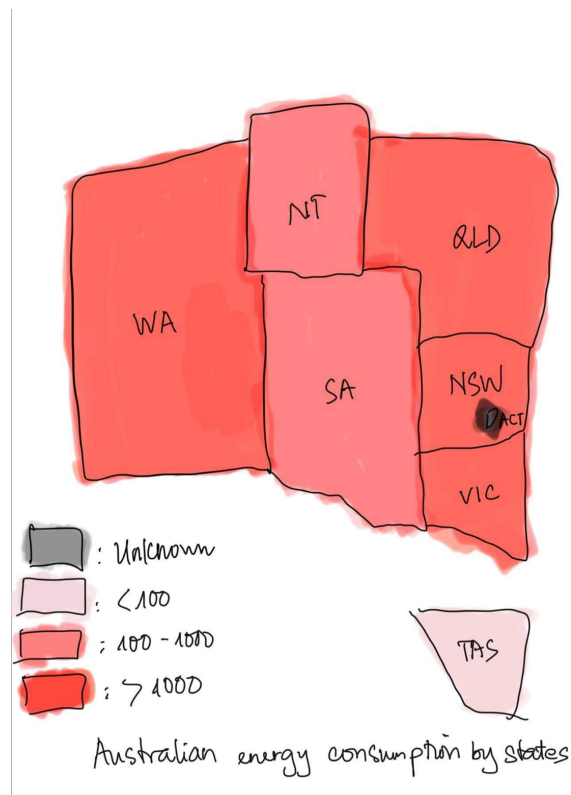 NT
QLD
WA
SA
NSW
ACT
VIC
: Unknown
: <100
: 100-1000
: >1000
TAS
Australian energy consumption by states